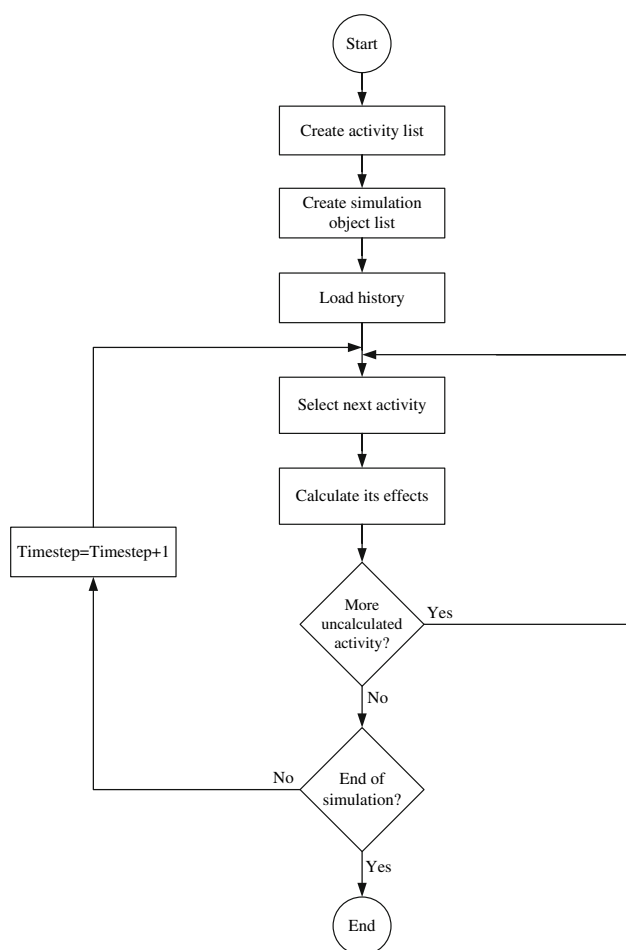 Start
Create activity list
Create simulation
object list
Load history
Select next activity
Calculate its effects
Timestep=Timestep+1
More
uncalculated
activity?
Yes
No
End of
simulation?
No
Yes
End